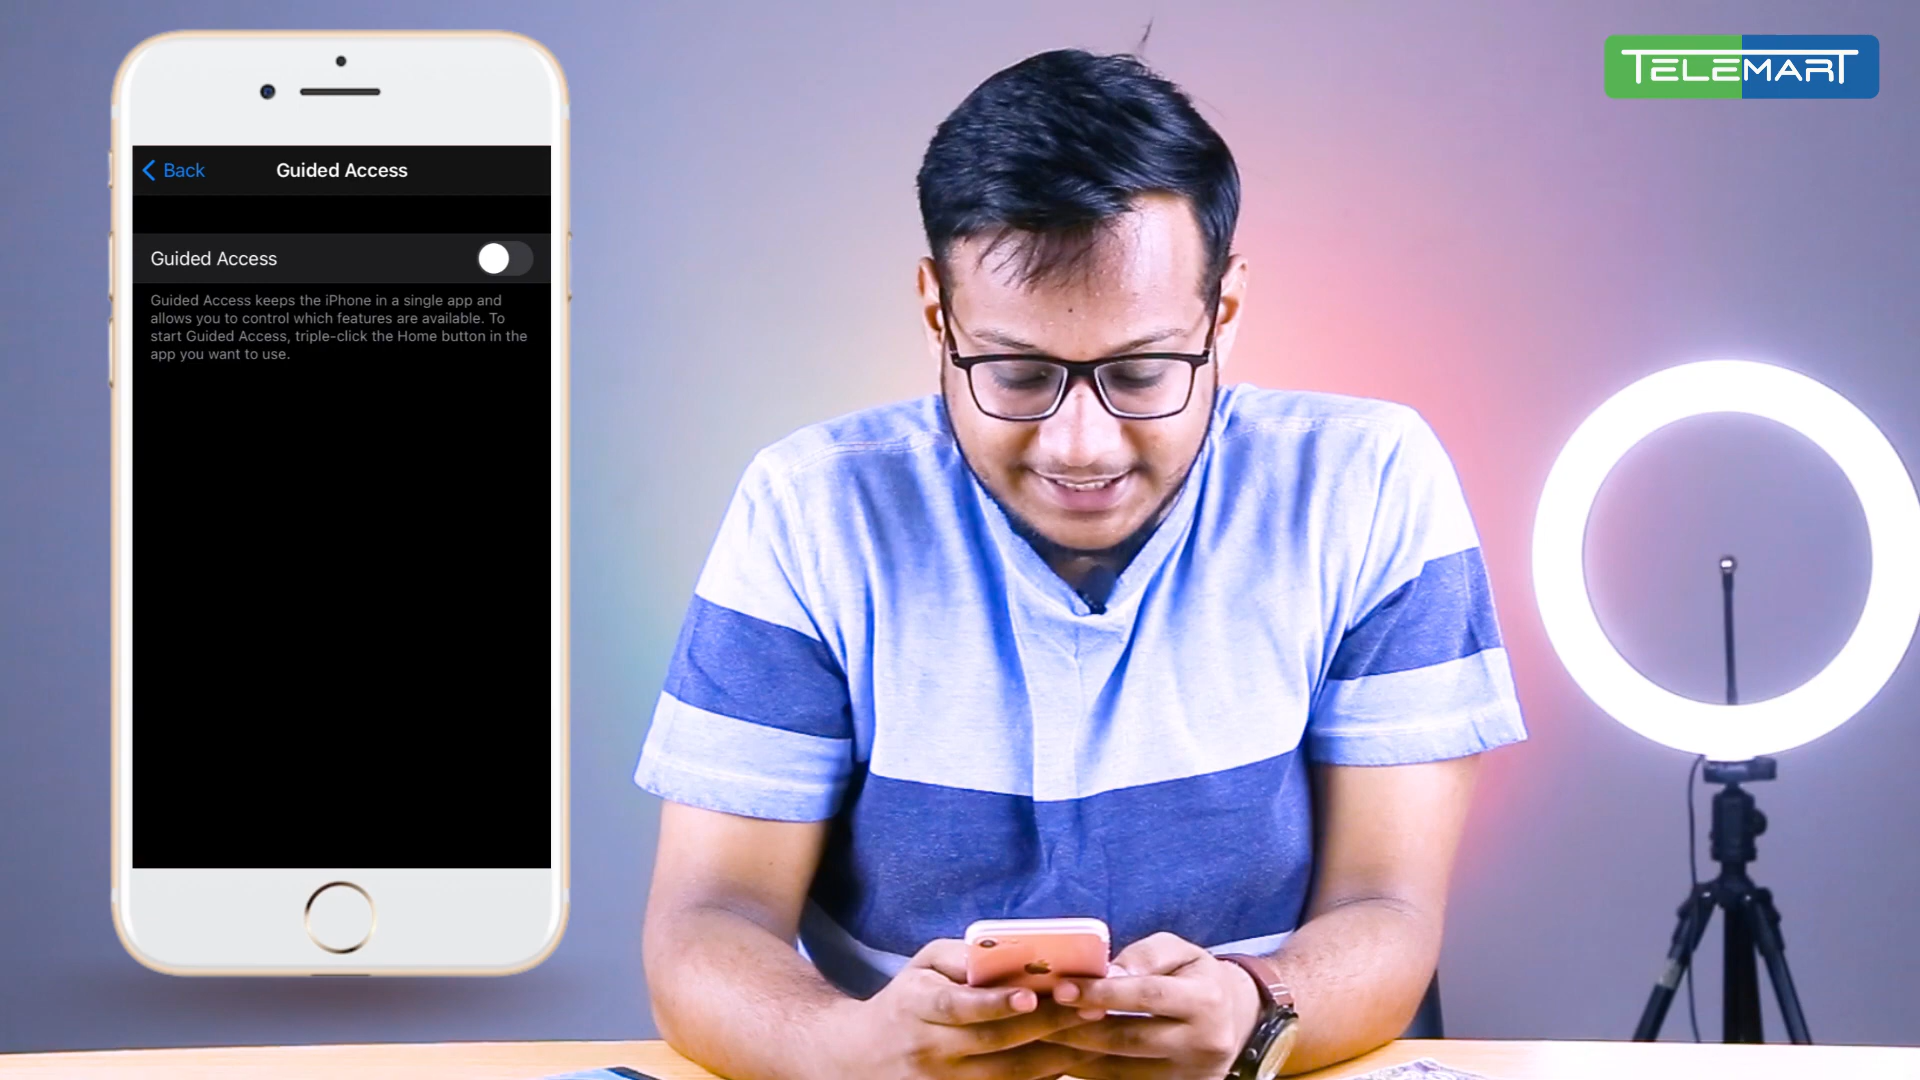 TELEMART
Back
Guided Access
Guided Access
Guided Access keeps the iPhone in a single app and
allows you to control which features are available. To
start Guided Access, triple-click the Home button in the
app you want to use.